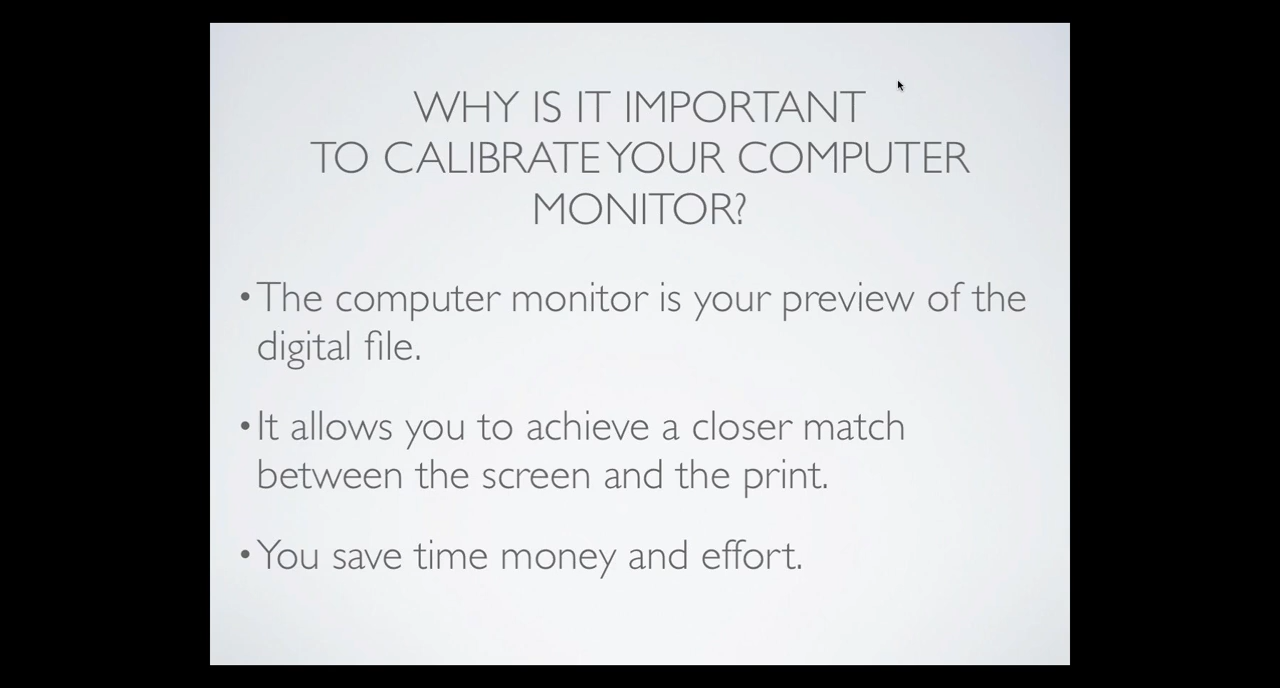 WHY IS IT IMPORTANT
TO CALIBRATE YOUR COMPUTER
MONITOR?
• The computer monitor is your preview of the
digital file.
• It allows you to achieve a closer match
between the screen and the print.
• You save time money and effort.